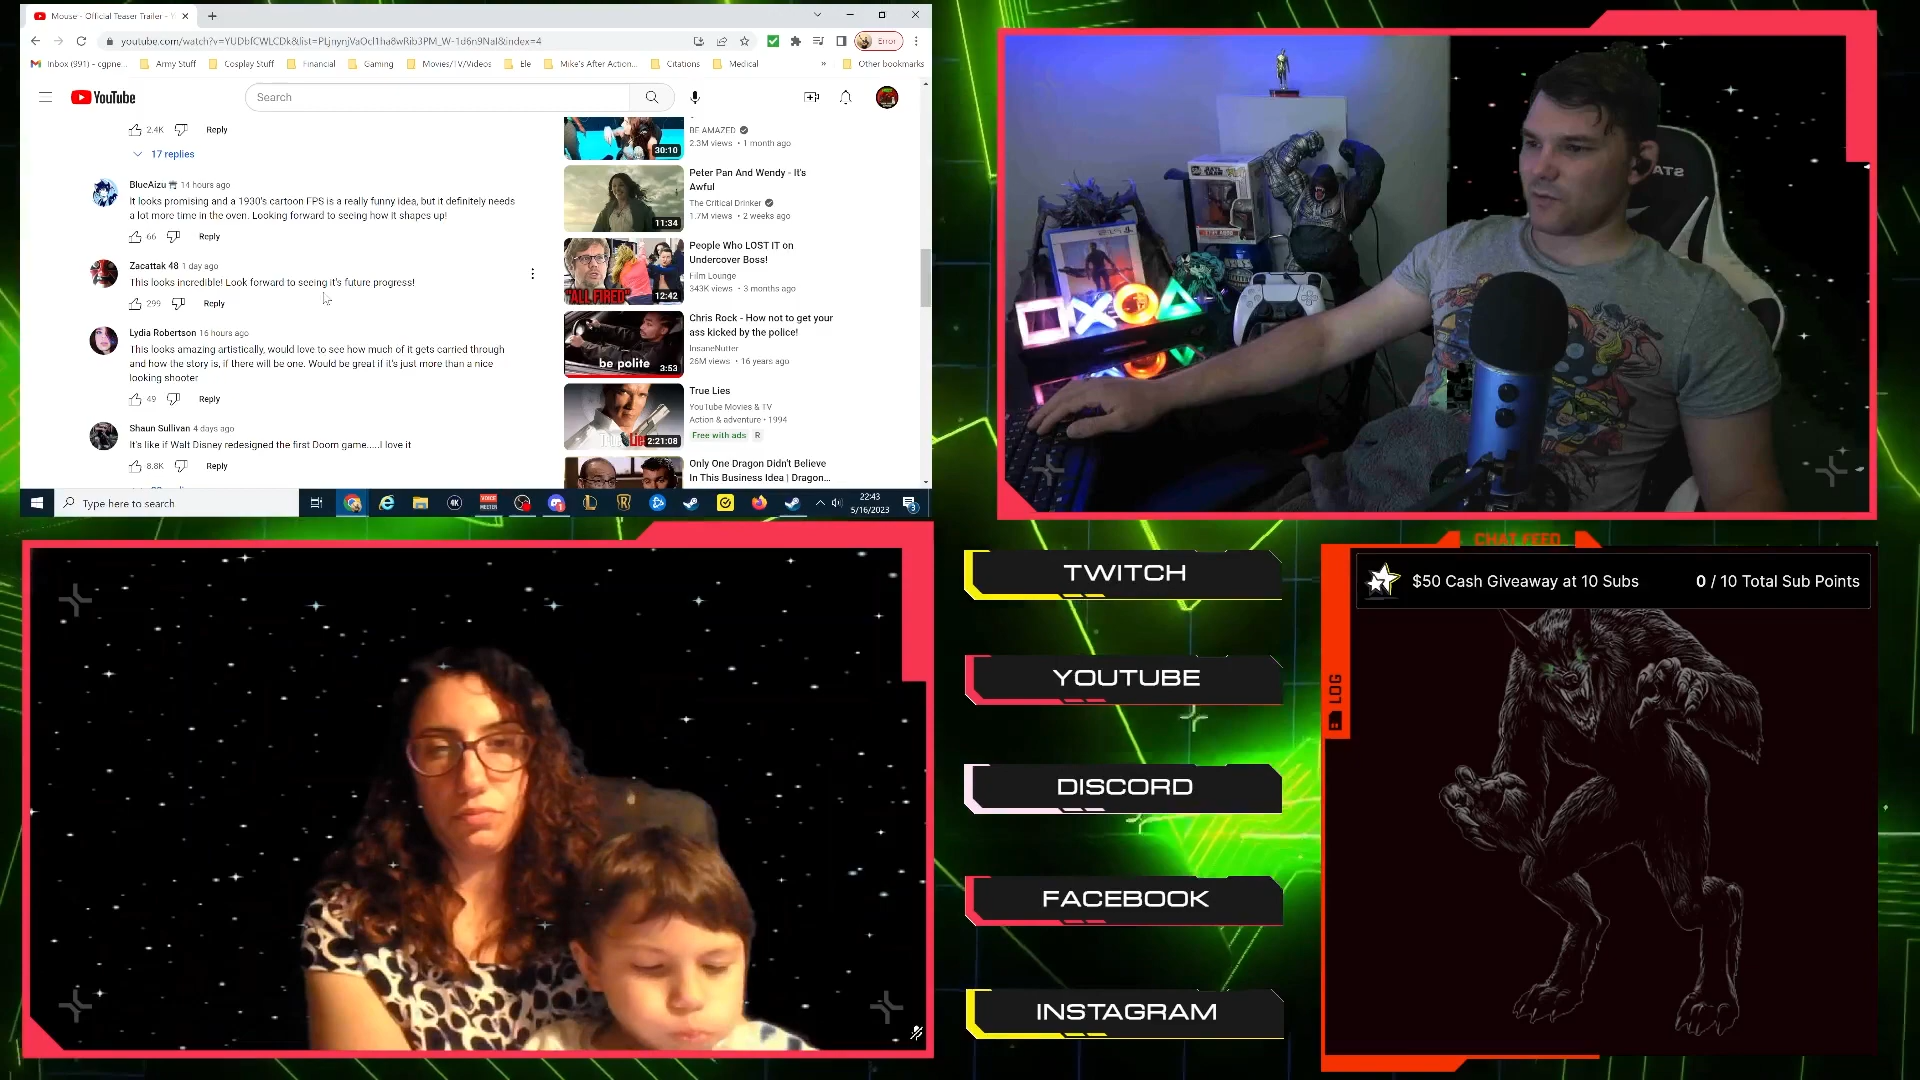 Mouse - Official Teaser Trailer - Y
youtube.com/watch?v=YUDbfCWLCDk&list=PLjnynjVaOcl1ha8wRib3PM_W-1d6n9NaI&index=4
Error
Inbox (991) - cgpne...
Army Stuff
Cosplay Stuff
Financial
Gaming
Movies/TV/Videos
Ele
Mike's After Action...
Citations
Medical
Other bookmarks
YouTube
Search
2.4K
Reply
17 replies
BlueAizu 14 hours ago
It looks promising and a 1930's cartoon FPS is a really funny idea, but it definitely needs
a lot more time in the oven. Looking forward to seeing how it shapes up!
66
Reply
Zacattak 48 1 day ago
This looks incredible! Look forward to seeing it's future progress!
299
Reply
Lydia Robertson 16 hours ago
This looks amazing artistically, would love to see how much of it gets carried through
and how the story is, if there will be one. Would be great if it's just more than a nice
looking shooter
49
Reply
Shaun Sullivan 4 days ago
It's like if Walt Disney redesigned the first Doom game.....I love it
8.8K
Reply
30:10
BE AMAZED
2.3M views • 1 month ago
11:34
Peter Pan And Wendy - It's
Awful
The Critical Drinker
1.7M views • 2 weeks ago
"ALL FIRED"
12:42
People Who LOST IT on
Undercover Boss!
Film Lounge
343K views • 3 months ago
be polite
3:53
Chris Rock - How not to get your
ass kicked by the police!
InsaneNutter
26M views • 16 years ago
2:21:08
True Lies
YouTube Movies & TV
Action & adventure • 1994
Free with ads R
Only One Dragon Didn't Believe
In This Business Idea | Dragon...
Type here to search
4K
VOICE
MEETER
22:43
5/16/2023
3
TWITCH
YOUTUBE
DISCORD
FACEBOOK
INSTAGRAM
CHAT FEED
$50 Cash Giveaway at 10 Subs
0 / 10 Total Sub Points
LOG